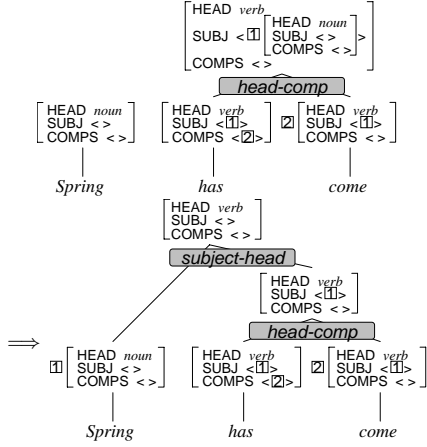 HEAD verb
HEAD noun
SUBJ < 1 SUBJ < > >
COMPS < >
COMPS < >
head-comp
HEAD noun HEAD verb HEAD verb
SUBJ < > SUBJ < 1 > 2 SUBJ < 1 >
COMPS < > COMPS < 2 > COMPS < >
Spring has come
HEAD verb
SUBJ < >
COMPS < >
subject-head
HEAD verb
SUBJ < 1 >
COMPS < >
⟹ head-comp
HEAD noun HEAD verb HEAD verb
1 SUBJ < > SUBJ < 1 > 2 SUBJ < 1 >
COMPS < > COMPS < 2 > COMPS < >
Spring has come